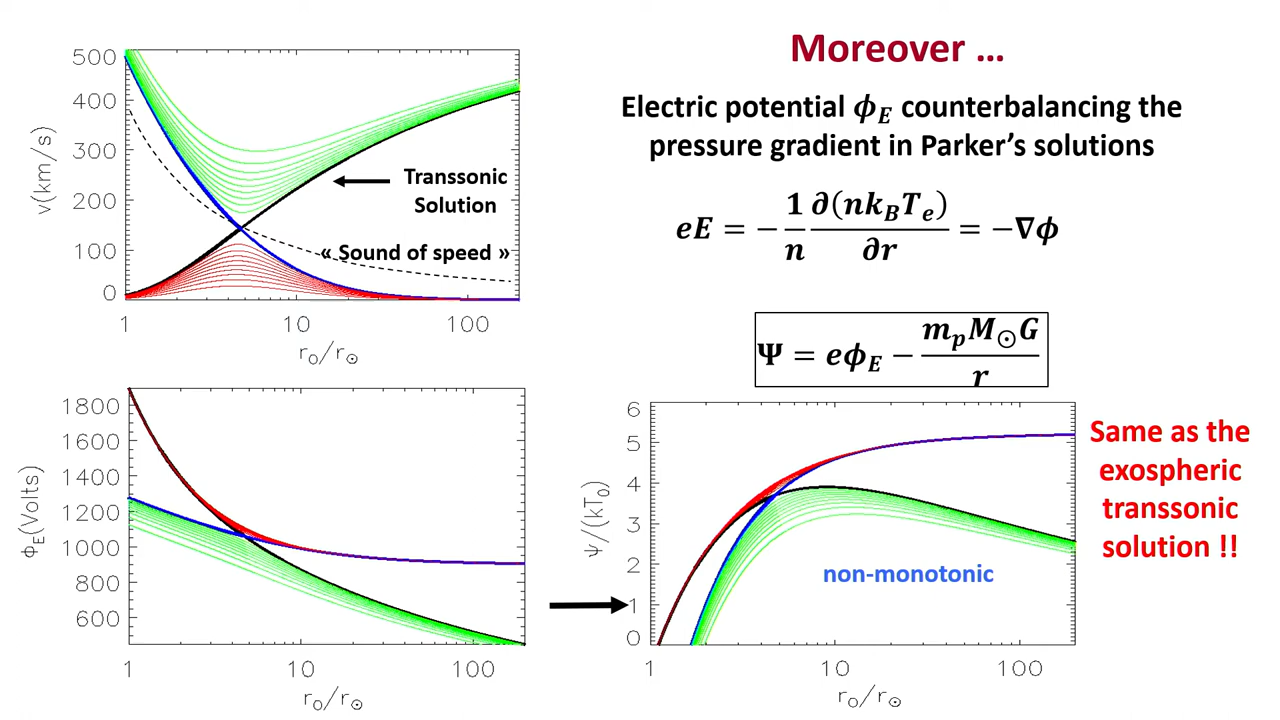 Moreover …
Electric potential ϕ_E counterbalancing the
pressure gradient in Parker’s solutions
eE = −(1/n) ∂(nk_BT_e)/∂r = −∇ϕ
Ψ = eϕ_E − m_pM_⊙G/r
500
400
300
200
100
0
v(km/s)
Transsonic
Solution
« Sound of speed »
1 10 100
r_O/r_⊙
1800
1600
1400
1200
1000
800
600
ϕ_E(Volts)
1 10 100
r_O/r_⊙
6
5
4
3
2
1
0
ψ/(kT_0)
non-monotonic
1 10 100
r_O/r_⊙
Same as the
exospheric
transsonic
solution !!